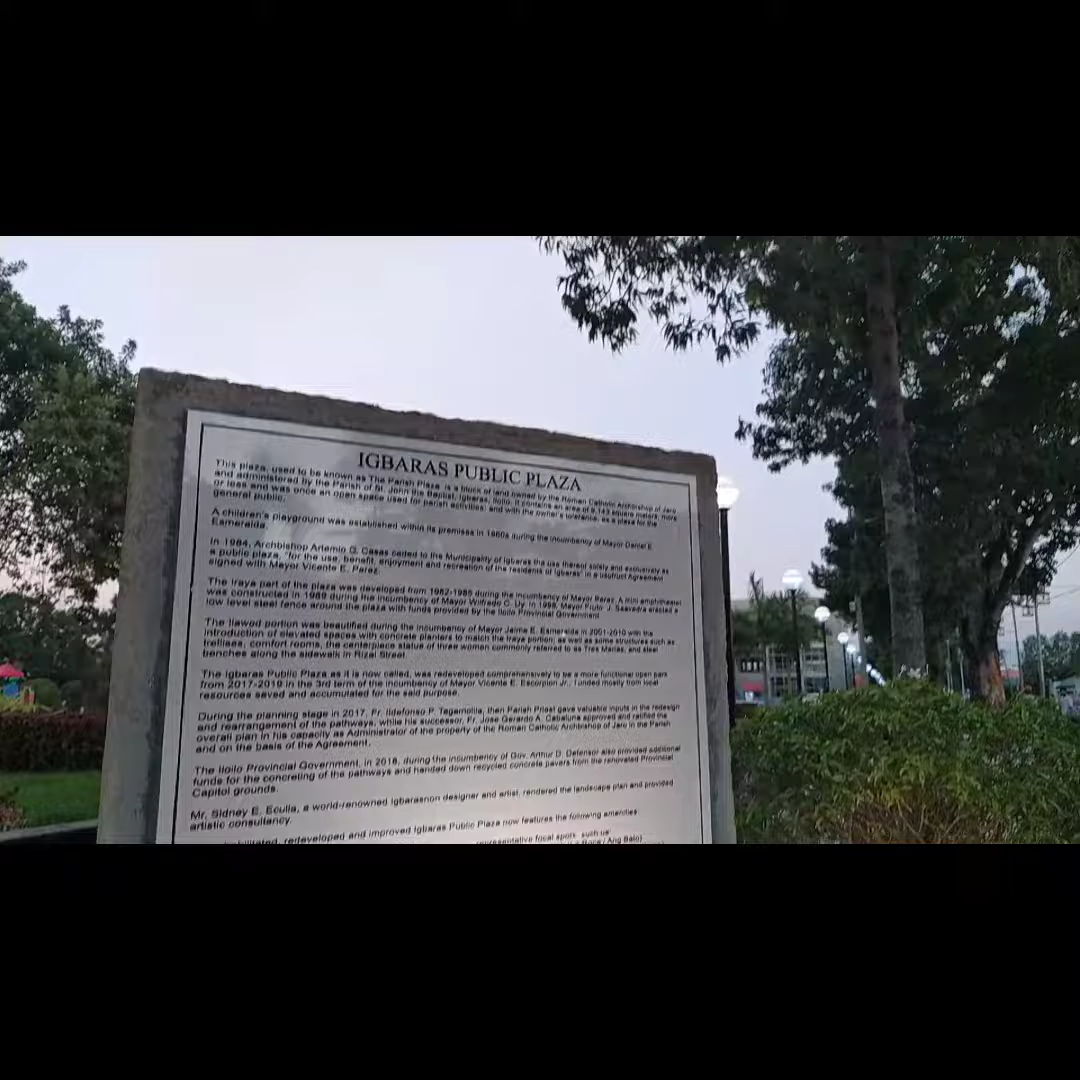 IGBARAS PUBLIC PLAZA
This plaza, used to be known as The Parish Plaza, is a block of land owned by the Roman Catholic Archbishop of Jaro
and administered by the Parish of St. John the Baptist, Igbaras, Iloilo. It contains an area of 9,143 square meters, more
or less and was once an open space used for parish activities, and with the owner's tolerance, as a place for the
general public.
A children's playground was established within its premises in 1960s during the incumbency of Mayor Daniel E.
Esmeralda.
In 1984, Archbishop Artemio G. Casas ceded to the Municipality of Igbaras the use thereof solely and exclusively as
a public plaza, "for the use, benefit, enjoyment and recreation of the residents of Igbaras" in a Usufruct Agreement
signed with Mayor Vicente E. Perez.
The Iraya part of the plaza was developed from 1982-1985 during the incumbency of Mayor Perez. A mini amphitheater
was constructed in 1988 during the incumbency of Mayor Wilfredo C. Uy. In 1998, Mayor J. Saavedra erected a
low level steel fence around the plaza with funds provided by the Iloilo Provincial Government.
The Ilawod portion was beautified during the incumbency of Mayor Jaime E. Esmeralda in 2001-2010 with the
introduction of elevated spaces with concrete planters to match the Iraya portion, as well as some structures such as
trellises, comfort rooms, the centerpiece statue of three women commonly referred to as Tres Marias, and steel
trenches along the sidewalk in Rizal Street.
The Igbaras Public Plaza as it is now called, was redeveloped comprehensively to be a more functional open park
from 2017-2019 in the 3rd term of the incumbency of Mayor Vicente E. Escorpion Jr., funded mostly from local
resources saved and accumulated for the said purpose.
During the planning stage in 2017, Fr. Ildefonso P. Tagamolila, then Parish Priest gave valuable inputs in the redesign
and rearrangement of the pathways, while his successor, Fr. Jose Gerardo A. Cabaluna approved and ratified the
overall plan in his capacity as Administrator of the property of the Roman Catholic Archbishop of Jaro in the Parish
and on the basis of the Agreement.
The Iloilo Provincial Government, in 2018, during the incumbency of Gov. Arthur D. Defensor also provided additional
funds for the concreting of the pathways and handed down recycled concrete pavers from the renovated Provincial
Capitol grounds.
Mr. Sidney E. Eculla, a world-renowned Igbarasnon designer and artist, rendered the landscape plan and provided
artistic consultancy.
redeveloped and improved Igbaras Public Plaza now features the following amenities:
representative focal spots such us
/ Ang Balo)